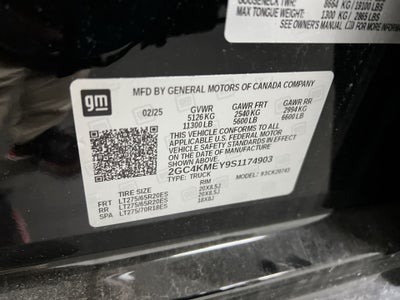 GOOSENECK TWR: 8664 KG / 19100 LBS
MAX TONGUE WEIGHT: 1300 KG / 2865 LBS
SEE OWNER'S MANUAL FOR MORE
gm
MFD BY GENERAL MOTORS OF CANADA COMPANY
02/25
GVWR GAWR FRT GAWR RR
5126 KG 2540 KG 2994 KG
11300 LB 5600 LB 6600 LB
THIS VEHICLE CONFORMS TO ALL
APPLICABLE U.S. FEDERAL MOTOR
VEHICLE SAFETY STANDARDS IN
EFFECT ON THE DATE OF
MANUFACTURE SHOWN ABOVE.
2GC4KMEY9S1174903
TYPE: TRUCK MODEL: K1CK20743
RIM
FRT LT275/65R20ES 20X8.5J
RR LT275/65R20ES 20X8.5J
SPA LT275/70R18ES 18X8J